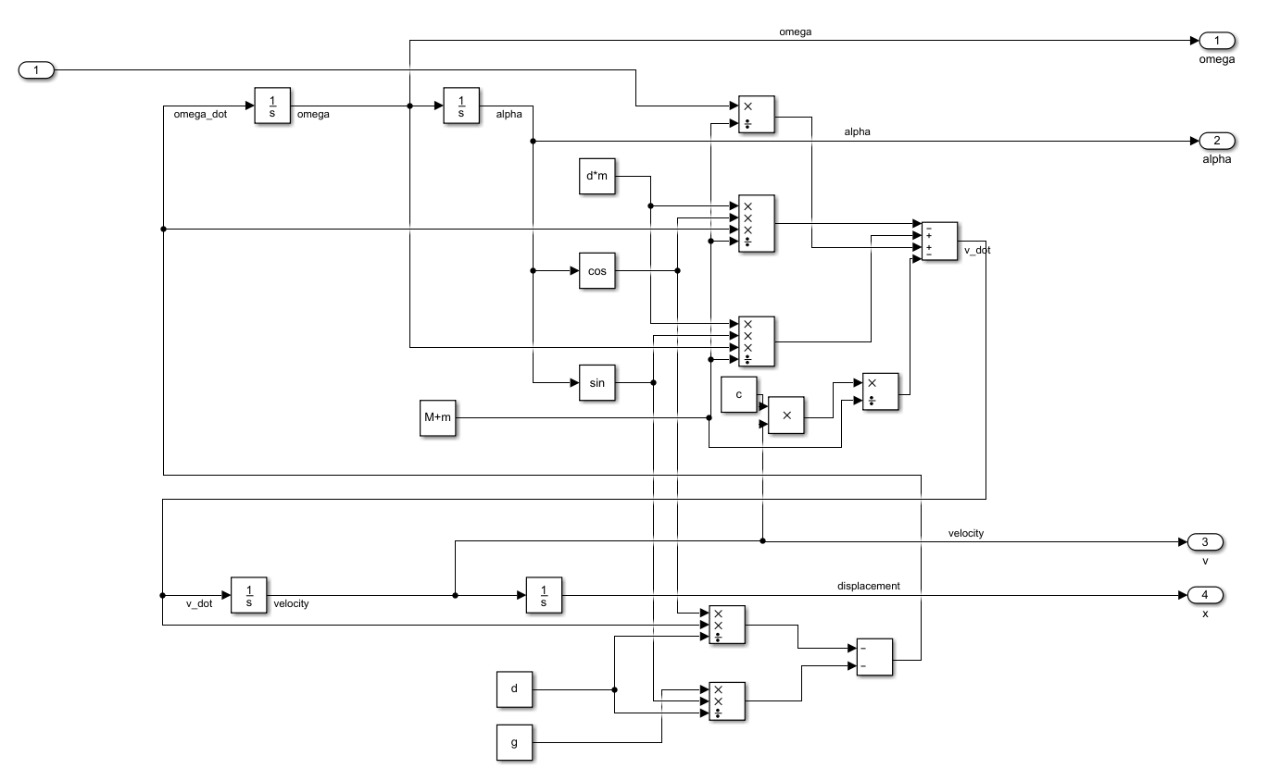 omega
1
1
omega
1
s
1
s
omega_dot
omega
alpha
×
÷
alpha
2
alpha
d*m
×
×
×
÷
−
+
+
−
v_dot
cos
×
×
×
÷
sin
c
×
÷
×
M+m
velocity
3
v
displacement
1
s
1
s
4
x
v_dot
velocity
×
×
÷
−
−
d
×
×
÷
g